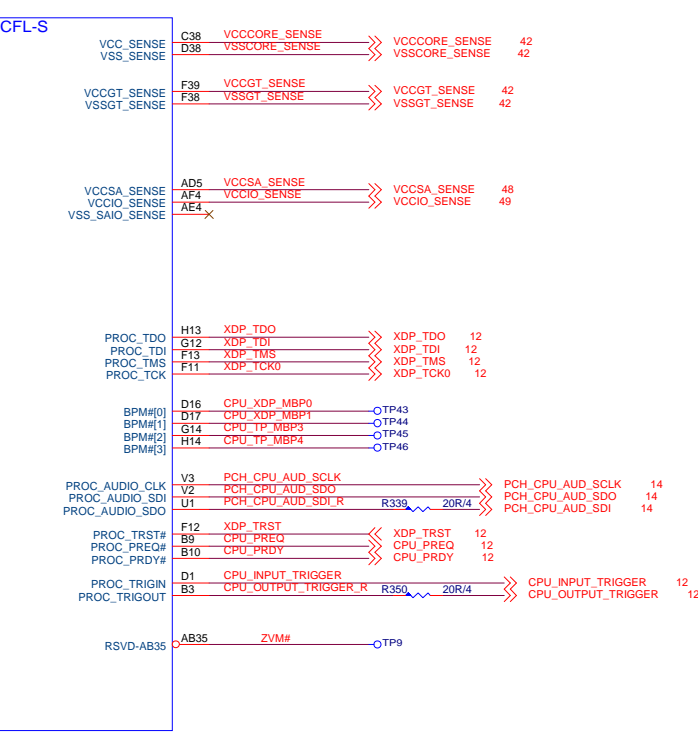 CFL-S
VCC_SENSE C38 VCCCORE_SENSE VCCCORE_SENSE 42
VSS_SENSE D38 VSSCORE_SENSE VSSCORE_SENSE 42
VCCGT_SENSE F39 VCCGT_SENSE VCCGT_SENSE 42
VSSGT_SENSE F38 VSSGT_SENSE VSSGT_SENSE 42
VCCSA_SENSE AD5 VCCSA_SENSE VCCSA_SENSE 48
VCCIO_SENSE AF4 VCCIO_SENSE VCCIO_SENSE 49
VSS_SAIO_SENSE AE4
PROC_TDO H13 XDP_TDO XDP_TDO 12
PROC_TDI G12 XDP_TDI XDP_TDI 12
PROC_TMS F13 XDP_TMS XDP_TMS 12
PROC_TCK F11 XDP_TCK0 XDP_TCK0 12
BPM#[0] D16 CPU_XDP_MBP0 TP43
BPM#[1] D17 CPU_XDP_MBP1 TP44
BPM#[2] G14 CPU_TP_MBP3 TP45
BPM#[3] H14 CPU_TP_MBP4 TP46
PROC_AUDIO_CLK V3 PCH_CPU_AUD_SCLK PCH_CPU_AUD_SCLK 14
PROC_AUDIO_SDI V2 PCH_CPU_AUD_SDO PCH_CPU_AUD_SDO 14
PROC_AUDIO_SDO U1 PCH_CPU_AUD_SDI_R R339 20R/4 PCH_CPU_AUD_SDI 14
PROC_TRST# F12 XDP_TRST XDP_TRST 12
PROC_PREQ# B9 CPU_PREQ CPU_PREQ 12
PROC_PRDY# B10 CPU_PRDY CPU_PRDY 12
PROC_TRIGIN D1 CPU_INPUT_TRIGGER CPU_INPUT_TRIGGER 12
PROC_TRIGOUT B3 CPU_OUTPUT_TRIGGER_R R350 20R/4 CPU_OUTPUT_TRIGGER 12
RSVD-AB35 AB35 ZVM# TP9